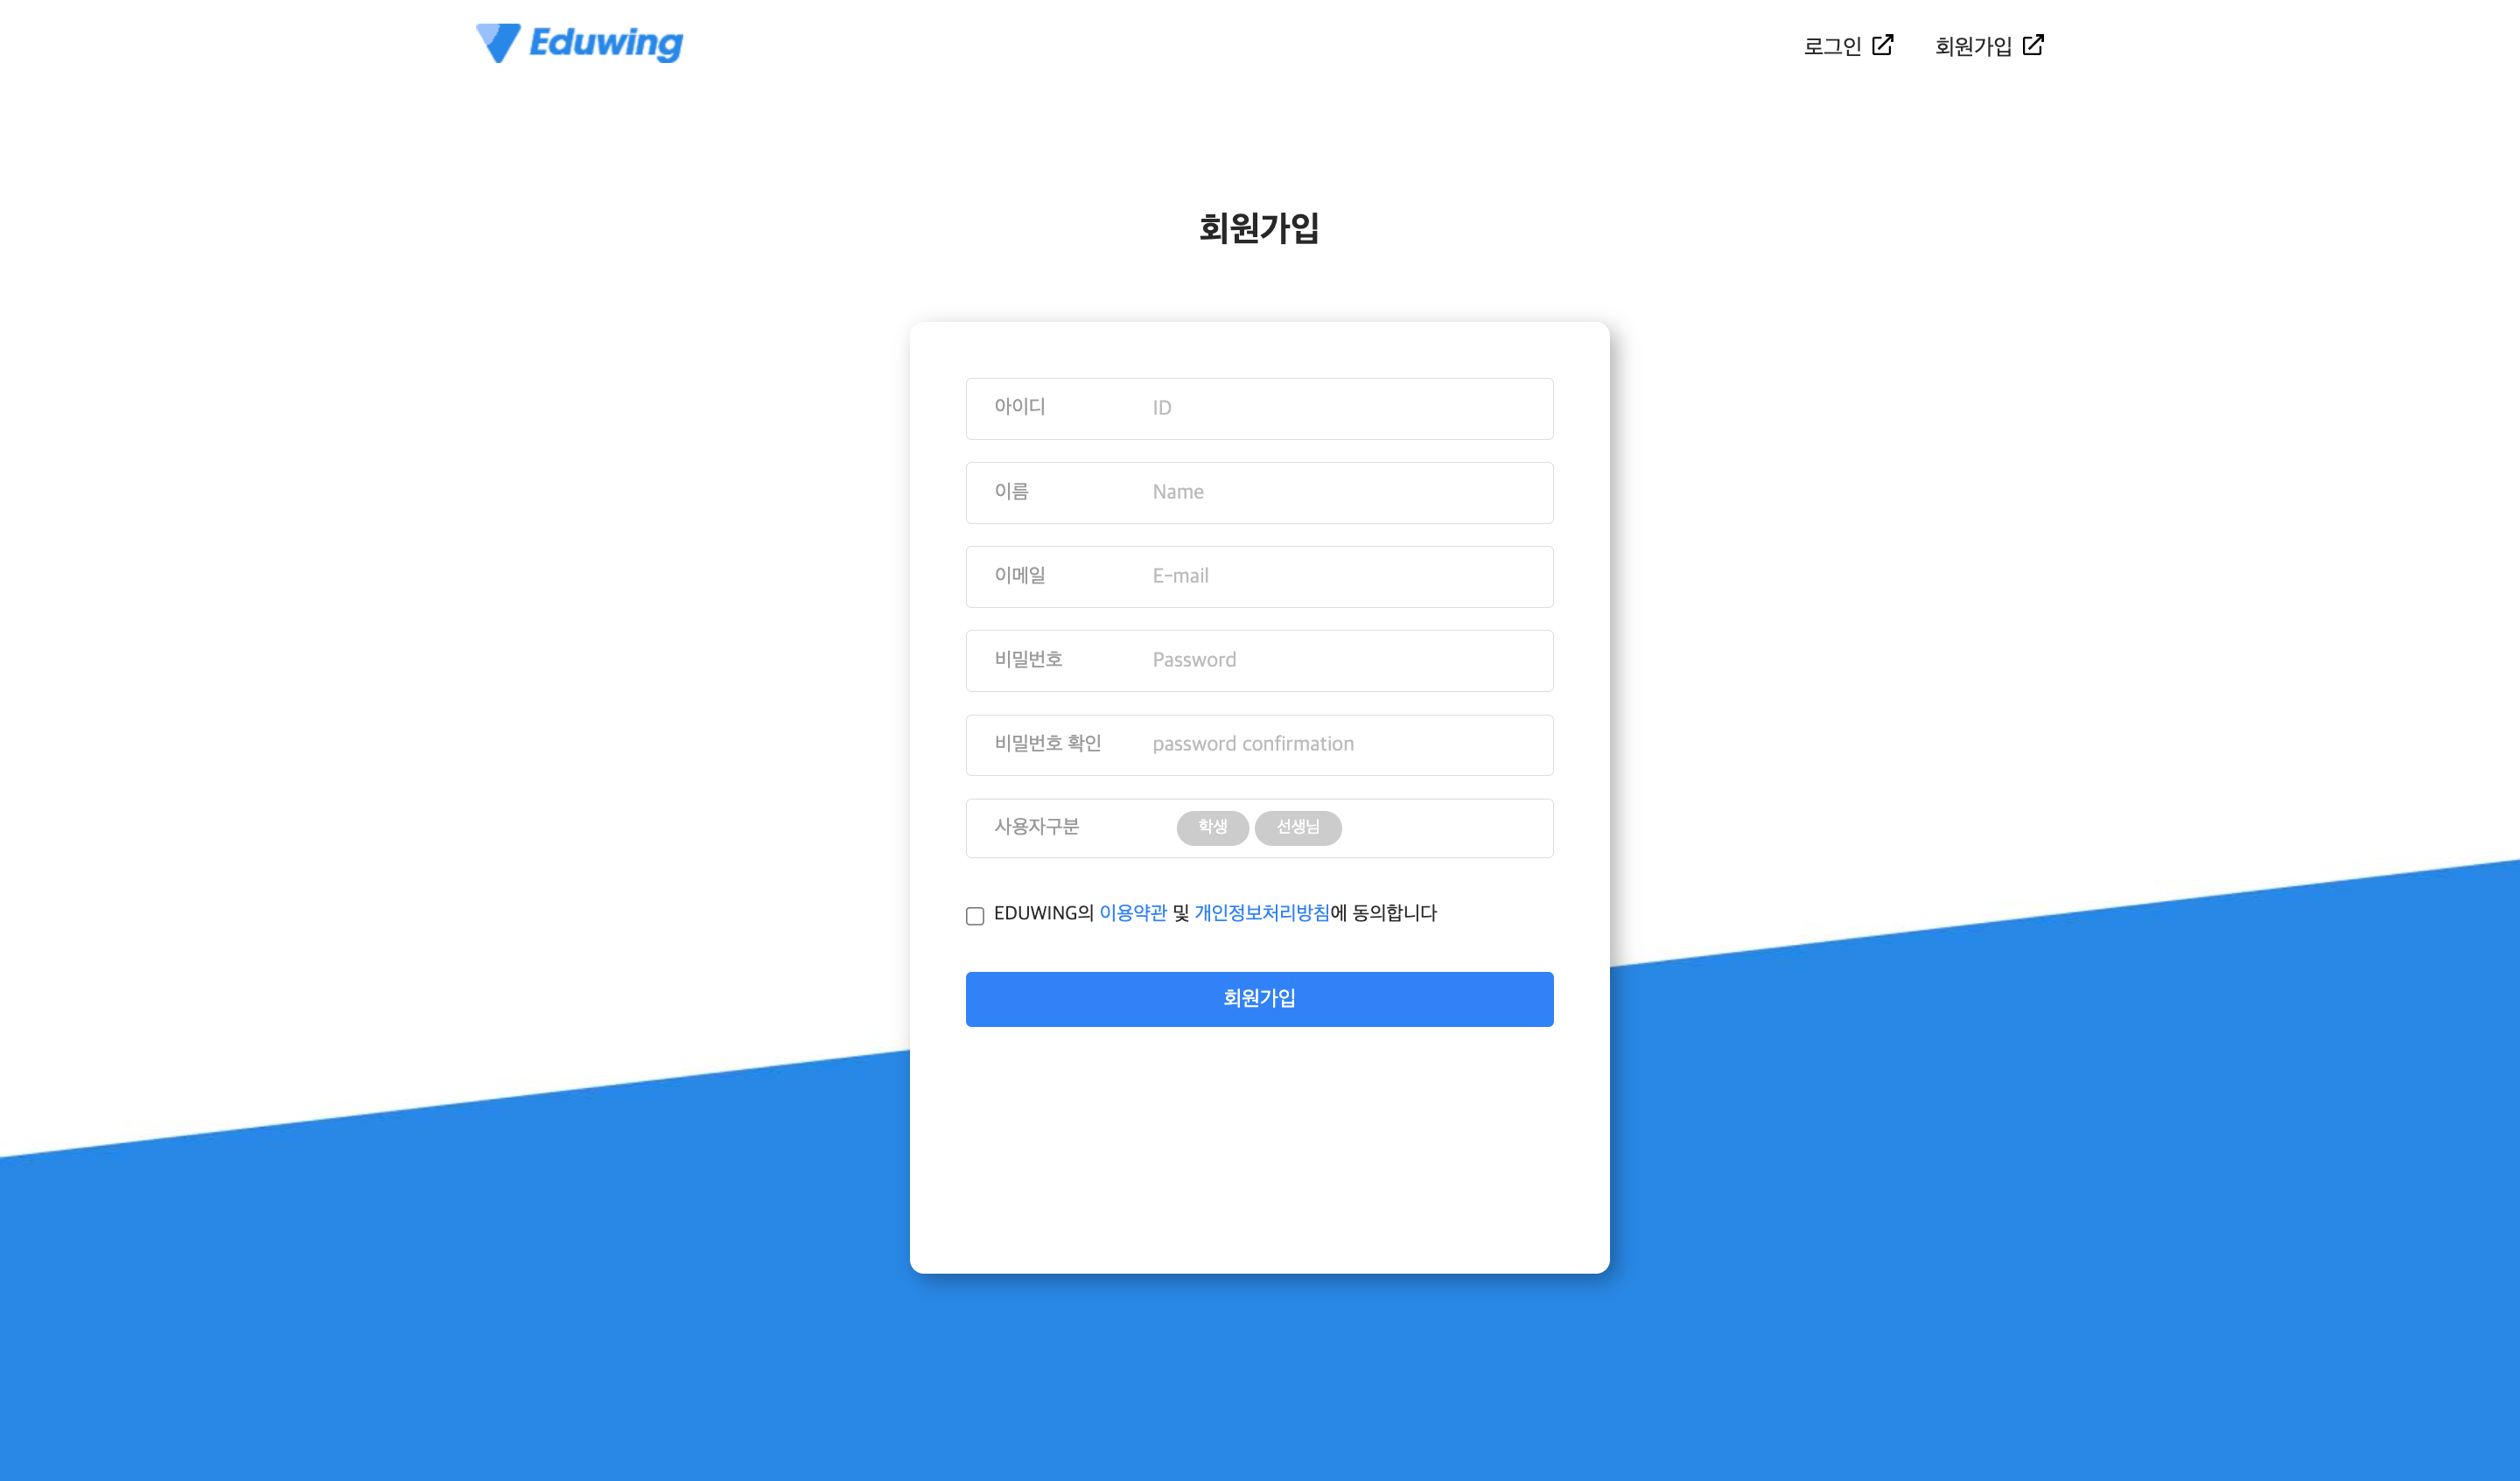 Eduwing
로그인 회원가입
회원가입
아이디 ID
이름 Name
이메일 E-mail
비밀번호 Password
비밀번호 확인 password confirmation
사용자구분 학생 선생님
EDUWING의 이용약관 및 개인정보처리방침에 동의합니다
회원가입